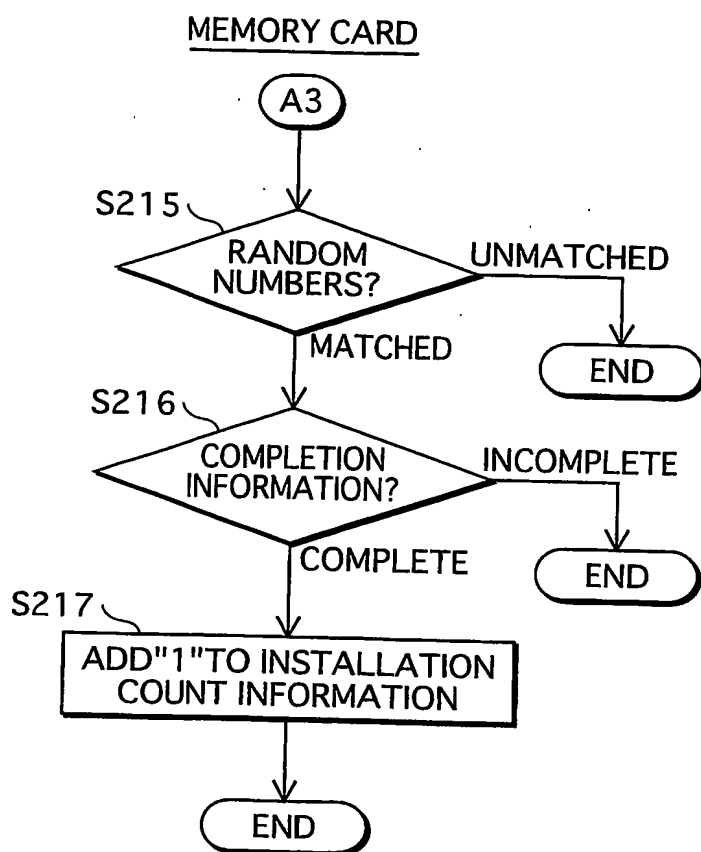 MEMORY CARD
A3
S215
RANDOM
NUMBERS?
UNMATCHED
END
MATCHED
S216
COMPLETION
INFORMATION?
INCOMPLETE
END
COMPLETE
S217
ADD"1"TO INSTALLATION
COUNT INFORMATION
END